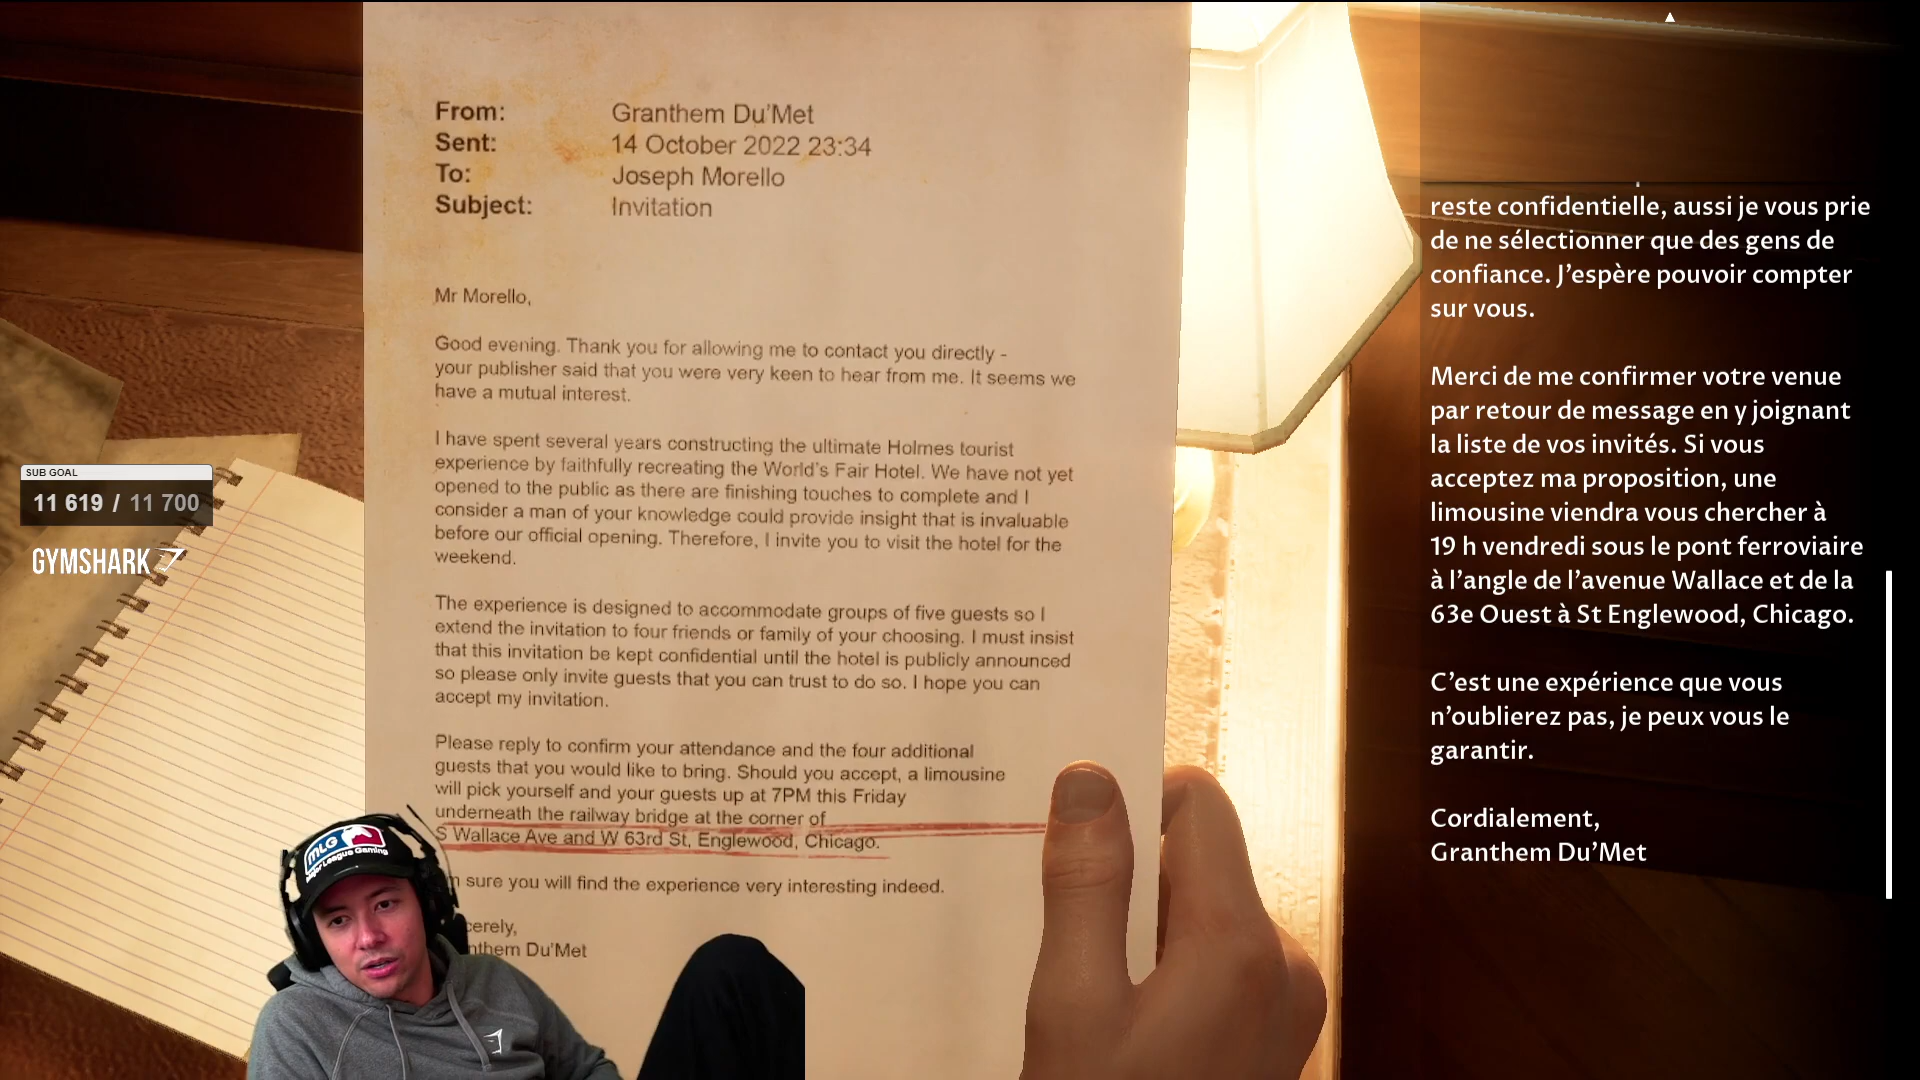 From: Granthem Du'Met
Sent: 14 October 2022 23:34
To: Joseph Morello
Subject: Invitation
Mr Morello,
Good evening. Thank you for allowing me to contact you directly -
your publisher said that you were very keen to hear from me. It seems we
have a mutual interest.
I have spent several years constructing the ultimate Holmes tourist
experience by faithfully recreating the World's Fair Hotel. We have not yet
opened to the public as there are finishing touches to complete and I
consider a man of your knowledge could provide insight that is invaluable
before our official opening. Therefore, I invite you to visit the hotel for the
weekend.
The experience is designed to accommodate groups of five guests so I
extend the invitation to four friends or family of your choosing. I must insist
that this invitation be kept confidential until the hotel is publicly announced
so please only invite guests that you can trust to do so. I hope you can
accept my invitation.
Please reply to confirm your attendance and the four additional
guests that you would like to bring. Should you accept, a limousine
will pick yourself and your guests up at 7PM this Friday
underneath the railway bridge at the corner of
S Wallace Ave and W 63rd St, Englewood, Chicago.
sure you will find the experience very interesting indeed.
cerely,
nthem Du'Met
SUB GOAL
11 619 / 11 700
GYMSHARK
MLG
Major League Gaming
reste confidentielle, aussi je vous prie
de ne sélectionner que des gens de
confiance. J'espère pouvoir compter
sur vous.
Merci de me confirmer votre venue
par retour de message en y joignant
la liste de vos invités. Si vous
acceptez ma proposition, une
limousine viendra vous chercher à
19 h vendredi sous le pont ferroviaire
à l'angle de l'avenue Wallace et de la
63e Ouest à St Englewood, Chicago.
C'est une expérience que vous
n'oublierez pas, je peux vous le
garantir.
Cordialement,
Granthem Du'Met